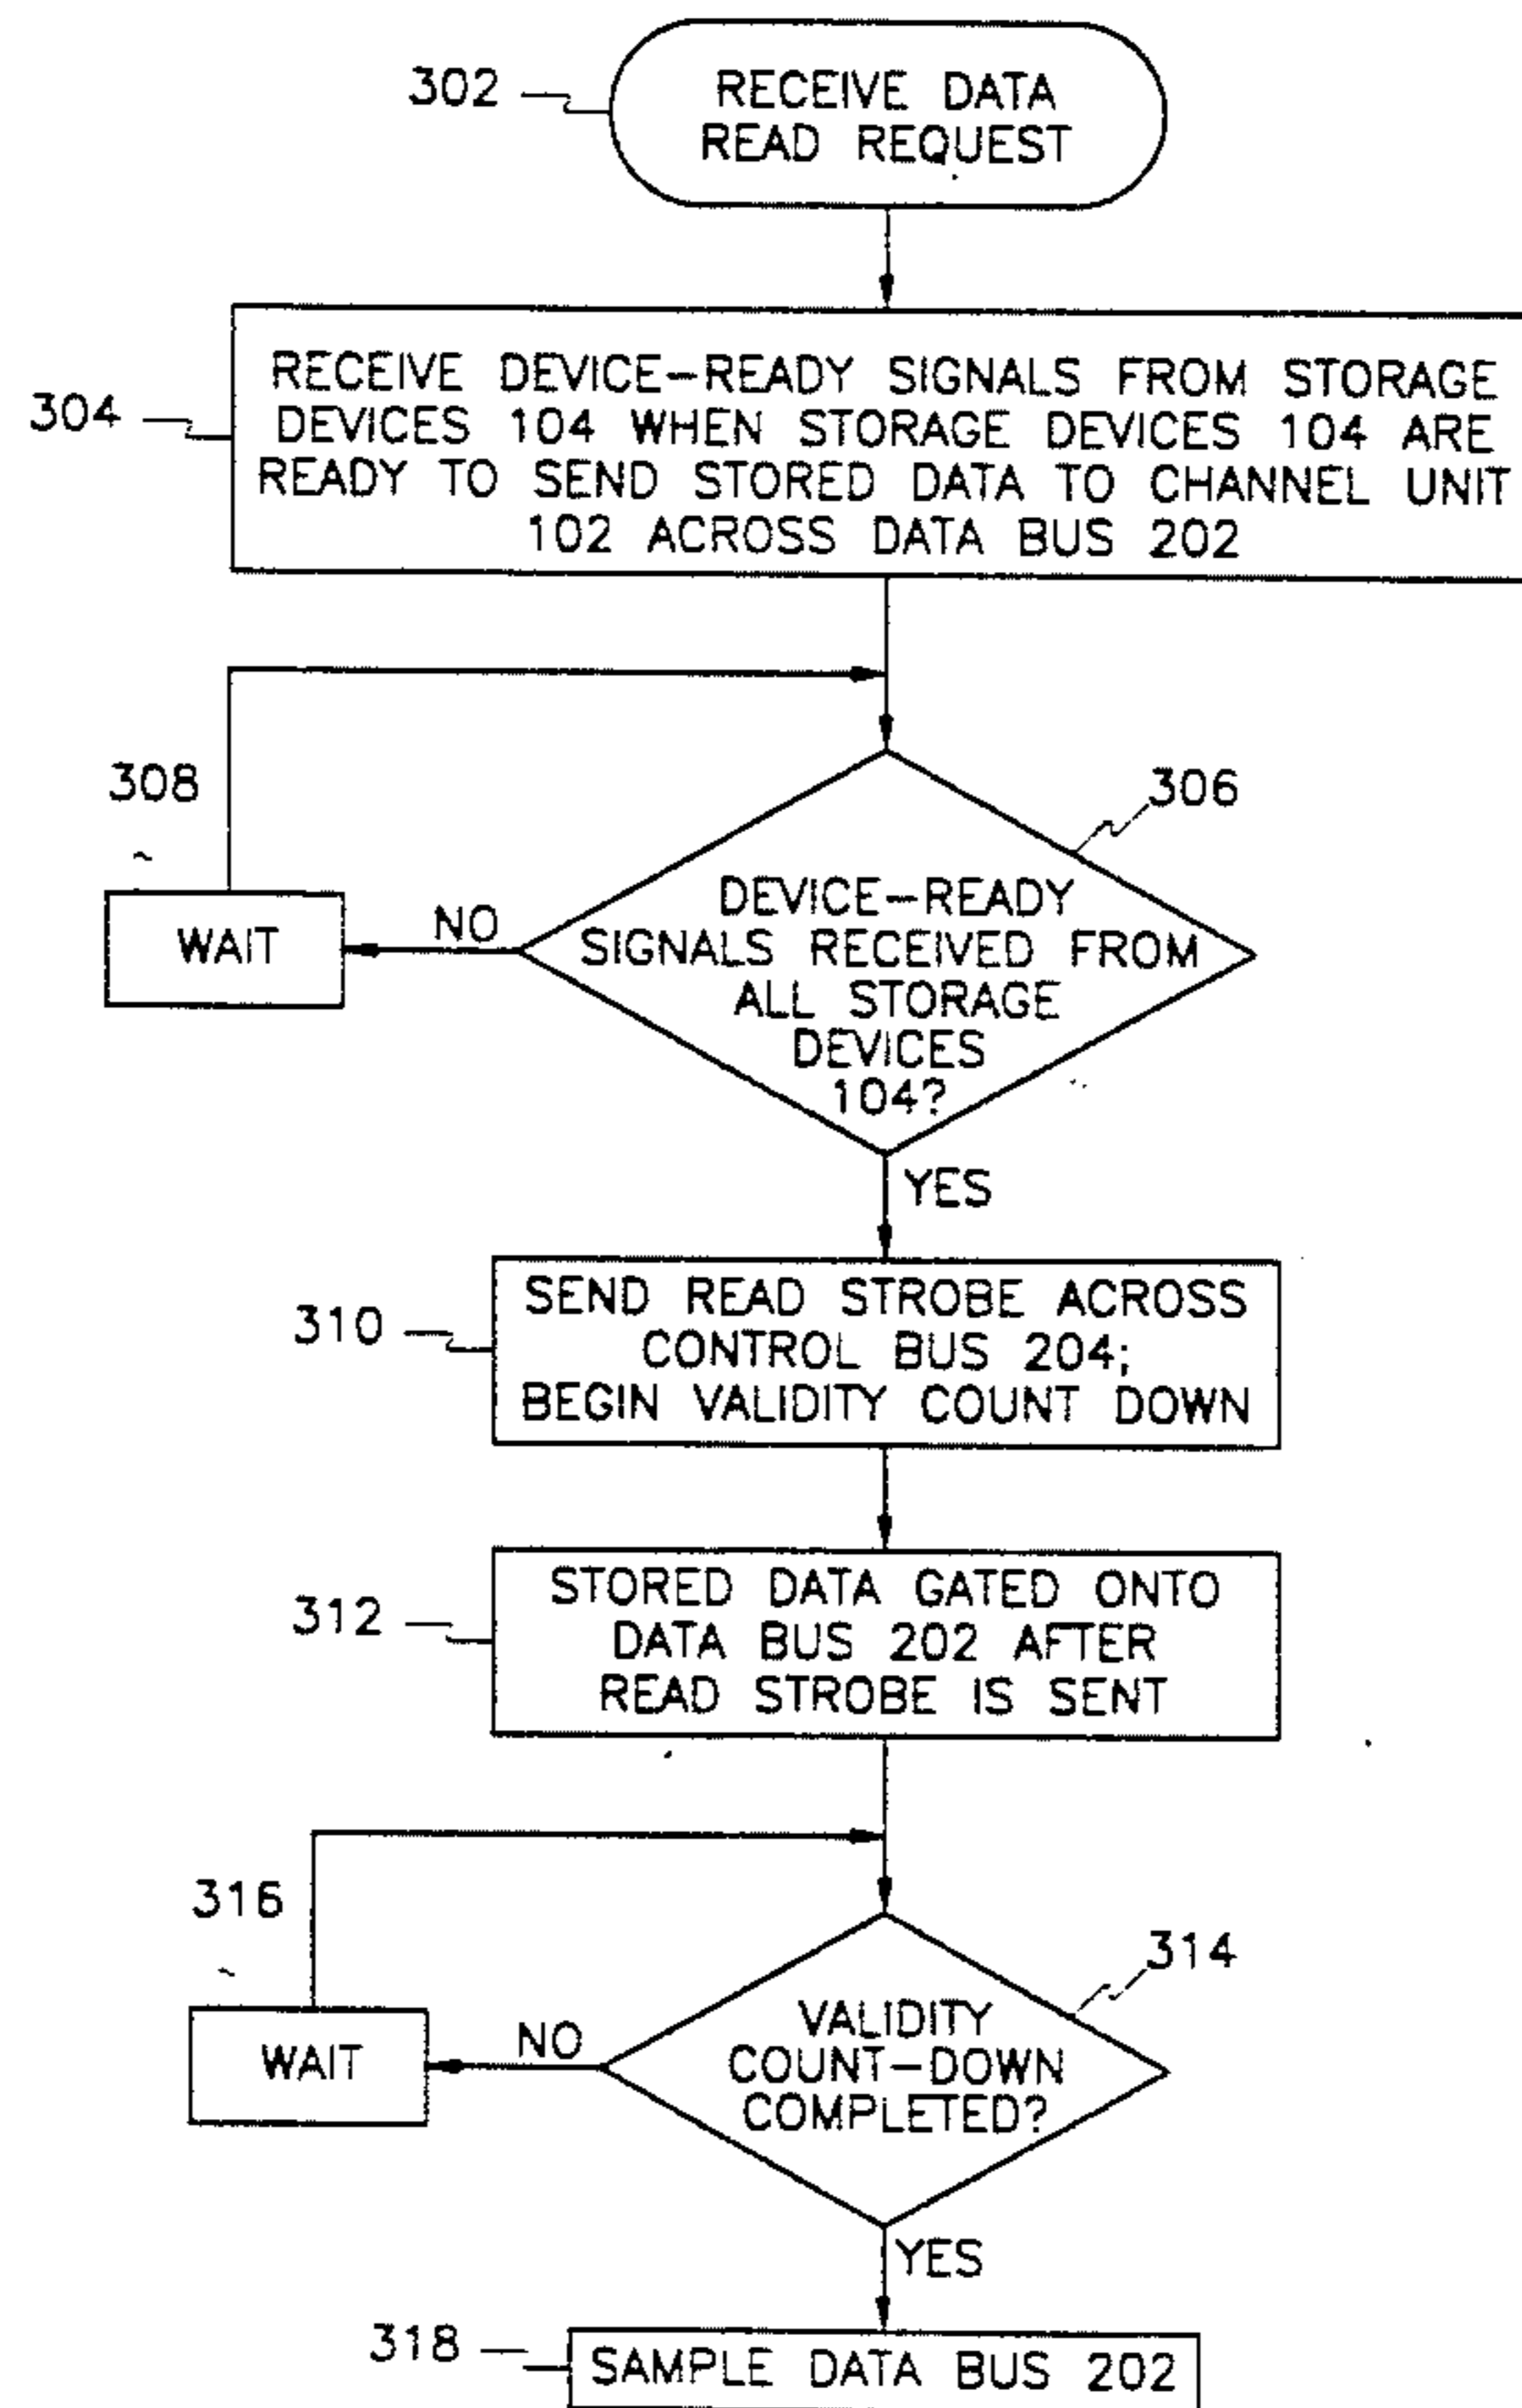 302
RECEIVE DATA
READ REQUEST
304
RECEIVE DEVICE-READY SIGNALS FROM STORAGE
DEVICES 104 WHEN STORAGE DEVICES 104 ARE
READY TO SEND STORED DATA TO CHANNEL UNIT
102 ACROSS DATA BUS 202
308
306
WAIT
NO
DEVICE-READY
SIGNALS RECEIVED FROM
ALL STORAGE
DEVICES
104?
YES
310
SEND READ STROBE ACROSS
CONTROL BUS 204;
BEGIN VALIDITY COUNT DOWN
312
STORED DATA GATED ONTO
DATA BUS 202 AFTER
READ STROBE IS SENT
316
314
WAIT
NO
VALIDITY
COUNT-DOWN
COMPLETED?
YES
318
SAMPLE DATA BUS 202